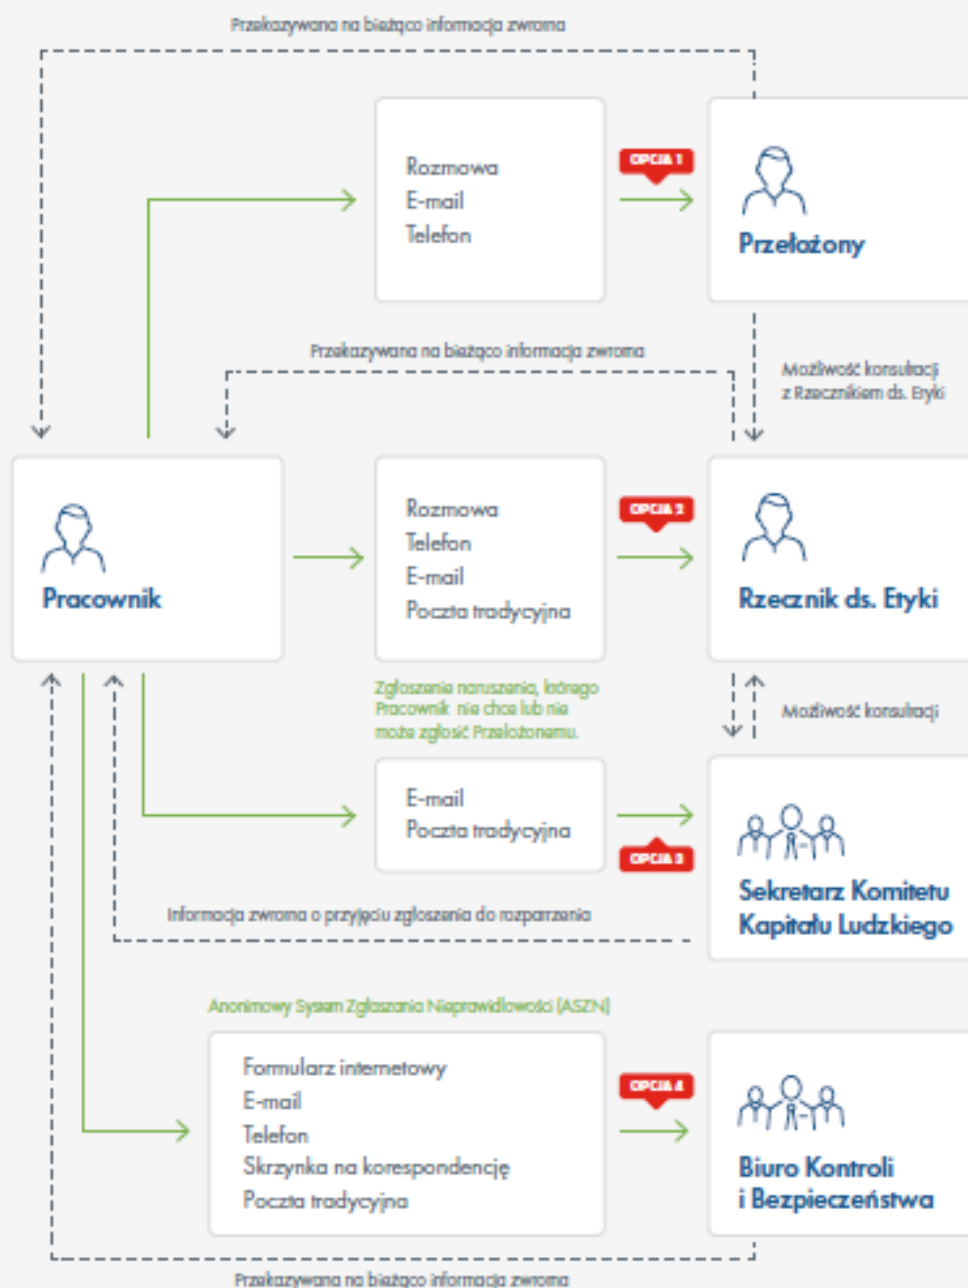 Przekazywana na bieżąco informacja zwrotna
Rozmowa
E-mail
Telefon
OPCJA 1
Przełożony
Przekazywana na bieżąco informacja zwrotna
Możliwość konsultacji
z Rzecznikiem ds. Etyki
Pracownik
Rozmowa
Telefon
E-mail
Poczta tradycyjna
OPCJA 2
Rzecznik ds. Etyki
Zgłoszenie naruszenia, którego
Pracownik nie chce lub nie
może zgłosić Przełożonemu.
Możliwość konsultacji
E-mail
Poczta tradycyjna
OPCJA 3
Sekretarz Komitetu
Kapitału Ludzkiego
Informacja zwrotna o przyjęciu zgłoszenia do rozpatrzenia
Anonimowy System Zgłaszania Nieprawidłowości (ASZN)
Formularz internetowy
E-mail
Telefon
Skrzynka na korespondencję
Poczta tradycyjna
OPCJA 4
Biuro Kontroli
i Bezpieczeństwa
Przekazywana na bieżąco informacja zwrotna